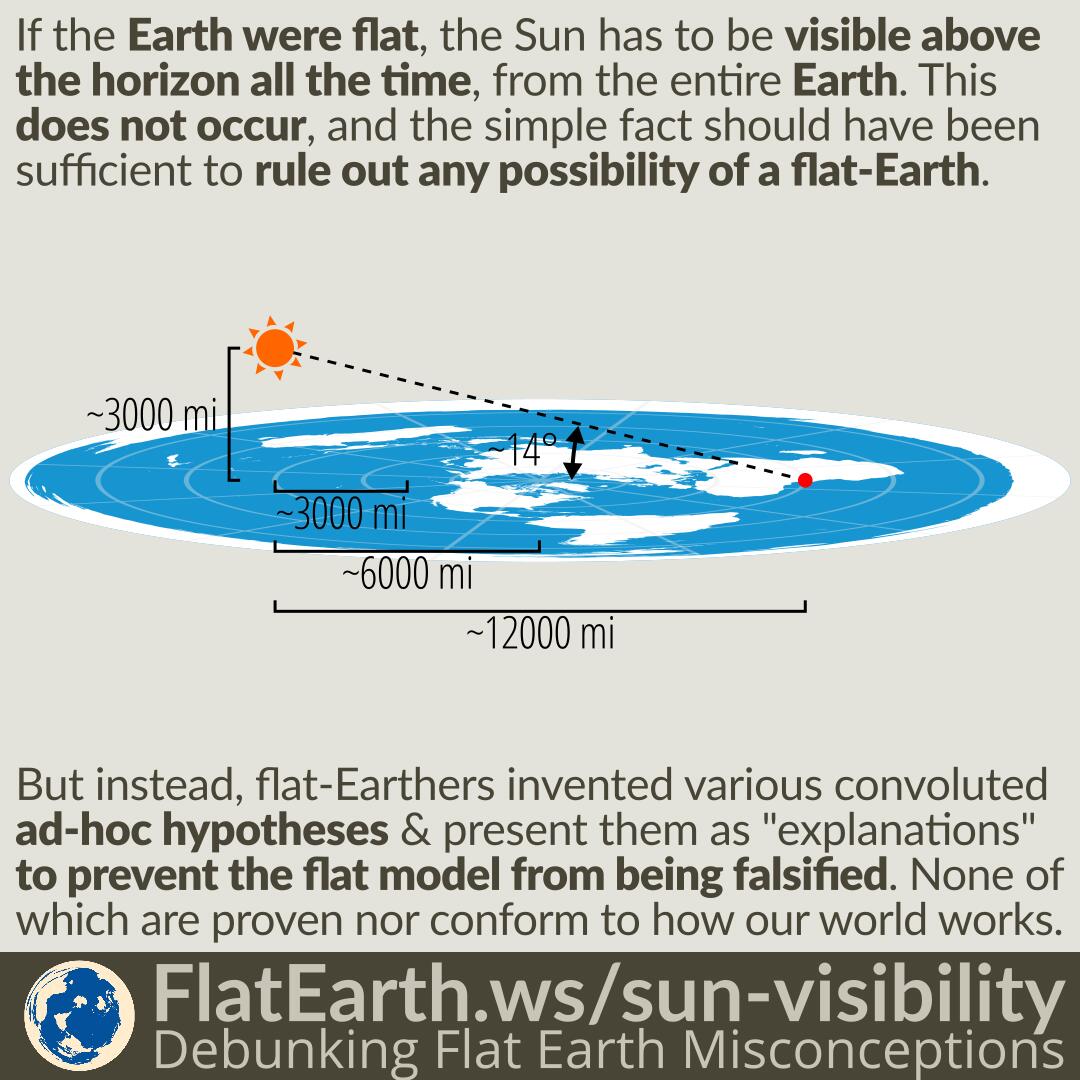 If the Earth were flat, the Sun has to be visible above
the horizon all the time, from the entire Earth. This
does not occur, and the simple fact should have been
sufficient to rule out any possibility of a flat-Earth.
~3000 mi
~14°
~3000 mi
~6000 mi
~12000 mi
But instead, flat-Earthers invented various convoluted
ad-hoc hypotheses & present them as "explanations"
to prevent the flat model from being falsified. None of
which are proven nor conform to how our world works.
FlatEarth.ws/sun-visibility
Debunking Flat Earth Misconceptions